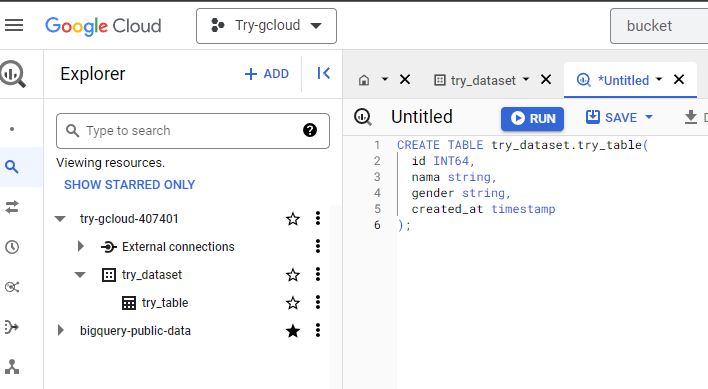 Google Cloud
Try-gcloud
bucket
Explorer
+ ADD
try_dataset
*Untitled
Type to search
Untitled
RUN
SAVE
Viewing resources.
SHOW STARRED ONLY
try-gcloud-407401
External connections
try_dataset
try_table
bigquery-public-data
1 CREATE TABLE try_dataset.try_table(
2 id INT64,
3 nama string,
4 gender string,
5 created_at timestamp
6 );